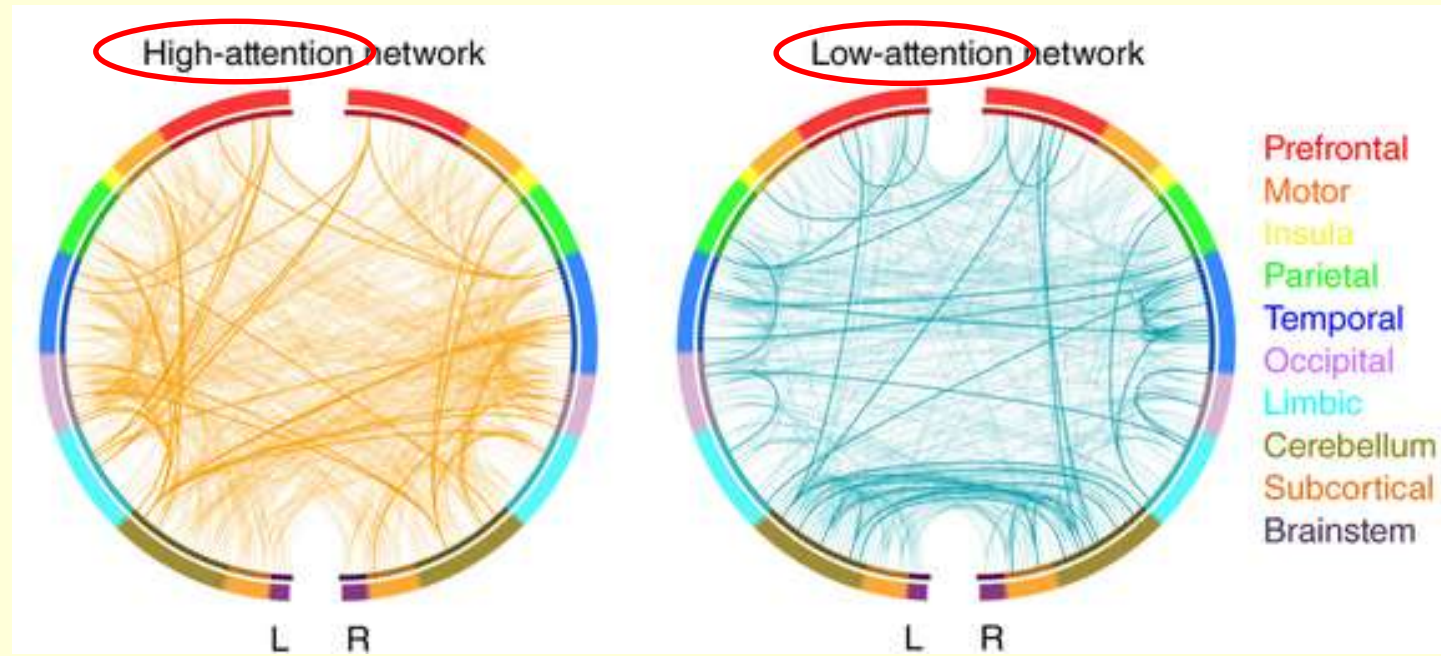 High-attention network
Low-attention network
Prefrontal
Motor
Insula
Parietal
Temporal
Occipital
Limbic
Cerebellum
Subcortical
Brainstem
L R
L R